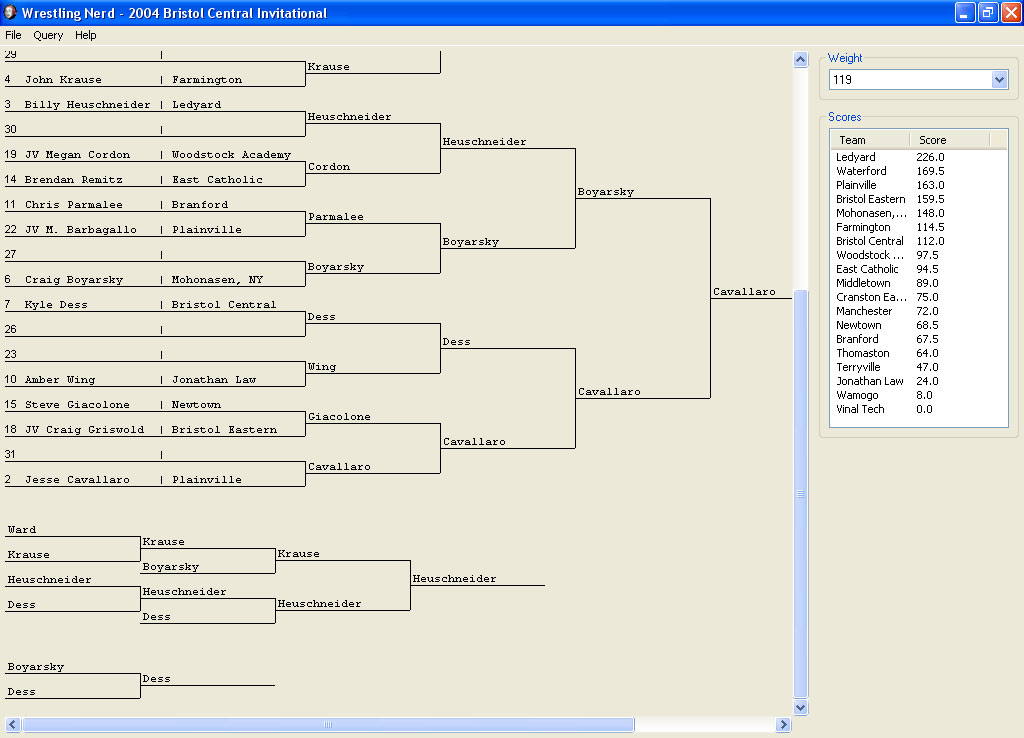 Wrestling Nerd - 2004 Bristol Central Invitational
File Query Help
29 |
Krause
4 John Krause | Farmington
3 Billy Heuschneider | Ledyard
Heuschneider
30 |
Heuschneider
19 JV Megan Cordon | Woodstock Academy
Cordon
14 Brendan Remitz | East Catholic
Boyarsky
11 Chris Parmalee | Branford
Parmalee
22 JV M. Barbagallo | Plainville
Boyarsky
27 |
Boyarsky
6 Craig Boyarsky | Mohonasen, NY
Cavallaro
7 Kyle Dess | Bristol Central
Dess
26 |
Dess
23 |
Wing
10 Amber Wing | Jonathan Law
Cavallaro
15 Steve Giacolone | Newtown
Giacolone
18 JV Craig Griswold | Bristol Eastern
Cavallaro
31 |
Cavallaro
2 Jesse Cavallaro | Plainville
Ward
Krause
Krause
Krause
Boyarsky
Heuschneider
Heuschneider
Heuschneider
Heuschneider
Dess
Dess
Boyarsky
Dess
Dess
Weight
119
Scores
Team Score
Ledyard 226.0
Waterford 169.5
Plainville 163.0
Bristol Eastern 159.5
Mohonasen,... 148.0
Farmington 114.5
Bristol Central 112.0
Woodstock ... 97.5
East Catholic 94.5
Middletown 89.0
Cranston Ea... 75.0
Manchester 72.0
Newtown 68.5
Branford 67.5
Thomaston 64.0
Terryville 47.0
Jonathan Law 24.0
Wamogo 8.0
Vinal Tech 0.0